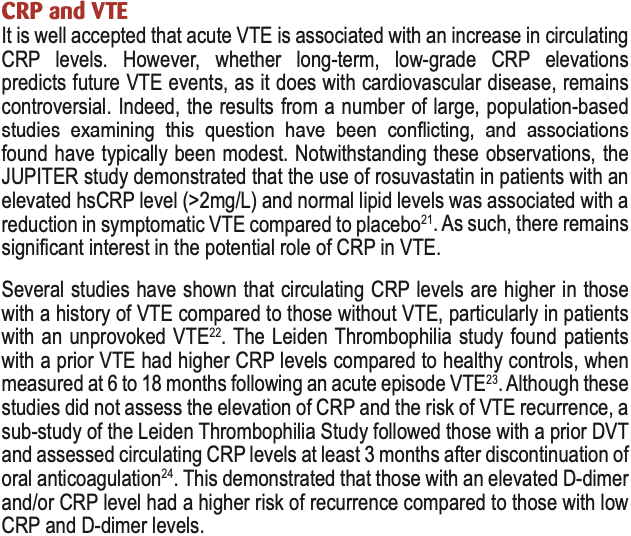 CRP and VTE
It is well accepted that acute VTE is associated with an increase in circulating
CRP levels. However, whether long-term, low-grade CRP elevations
predicts future VTE events, as it does with cardiovascular disease, remains
controversial. Indeed, the results from a number of large, population-based
studies examining this question have been conflicting, and associations
found have typically been modest. Notwithstanding these observations, the
JUPITER study demonstrated that the use of rosuvastatin in patients with an
elevated hsCRP level (>2mg/L) and normal lipid levels was associated with a
reduction in symptomatic VTE compared to placebo²¹. As such, there remains
significant interest in the potential role of CRP in VTE.
Several studies have shown that circulating CRP levels are higher in those
with a history of VTE compared to those without VTE, particularly in patients
with an unprovoked VTE²². The Leiden Thrombophilia study found patients
with a prior VTE had higher CRP levels compared to healthy controls, when
measured at 6 to 18 months following an acute episode VTE²³. Although these
studies did not assess the elevation of CRP and the risk of VTE recurrence, a
sub-study of the Leiden Thrombophilia Study followed those with a prior DVT
and assessed circulating CRP levels at least 3 months after discontinuation of
oral anticoagulation²⁴. This demonstrated that those with an elevated D-dimer
and/or CRP level had a higher risk of recurrence compared to those with low
CRP and D-dimer levels.